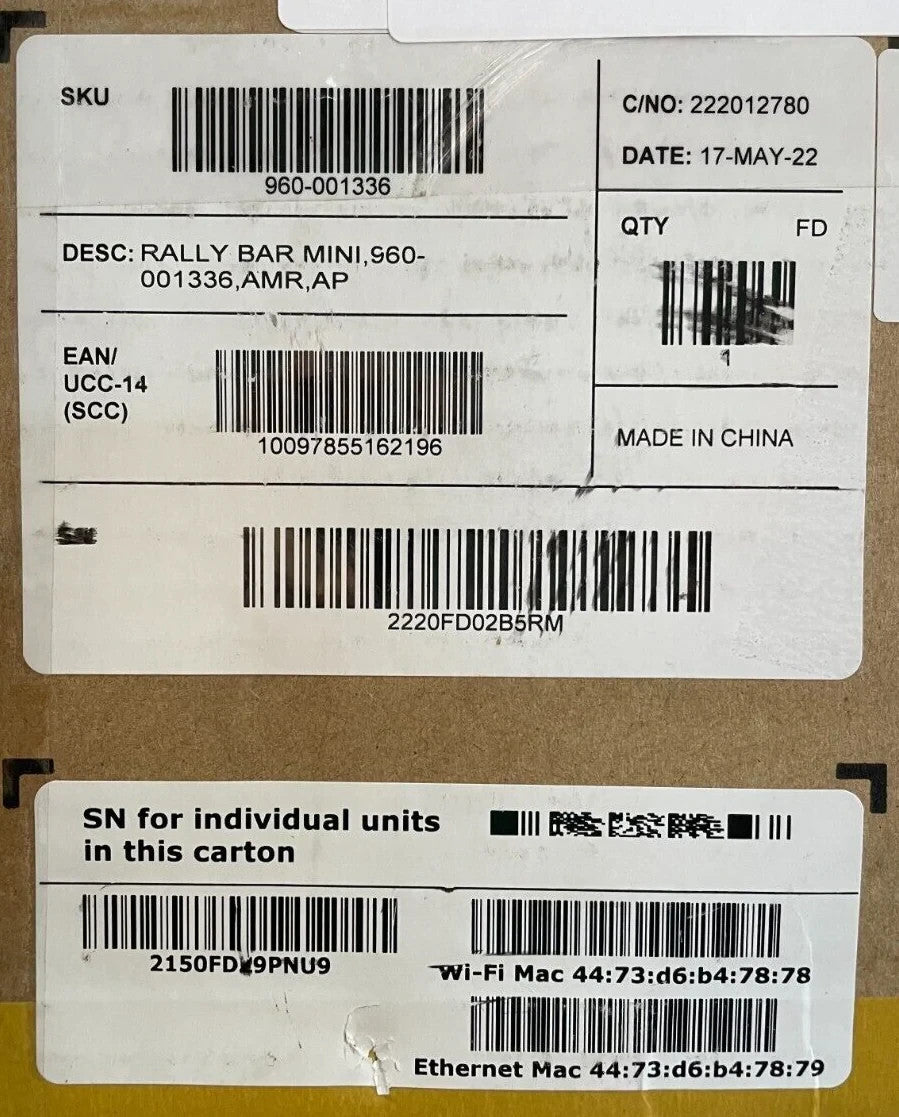 SKU
960-001336
C/NO: 222012780
DATE: 17-MAY-22
DESC: RALLY BAR MINI,960-
001336,AMR,AP
QTY FD
1
EAN/
UCC-14
(SCC)
10097855162196
MADE IN CHINA
2220FD02B5RM
SN for individual units
in this carton
Wi-Fi Mac 44:73:d6:b4:78:78
Ethernet Mac 44:73:d6:b4:78:79